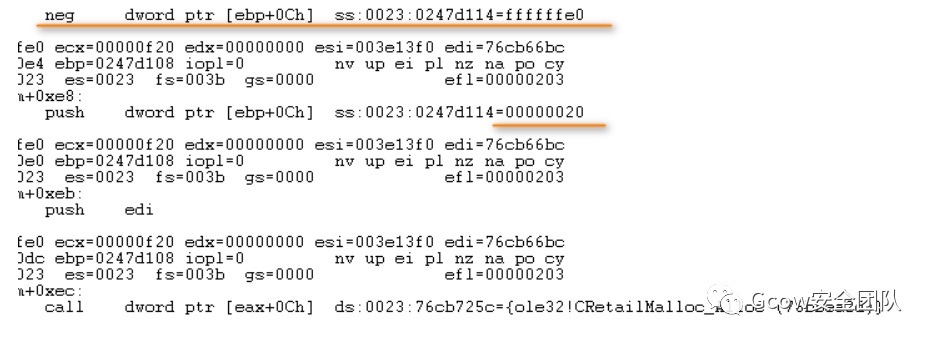 neg dword ptr [ebp+0Ch] ss:0023:0247d114=ffffffe0
fe0 ecx=00000f20 edx=00000000 esi=003e13f0 edi=76cb66bc
0e4 ebp=0247d108 iopl=0 nv up ei pl nz na po cy
023 es=0023 fs=003b gs=0000 efl=00000203
n+0xe8:
push dword ptr [ebp+0Ch] ss:0023:0247d114=00000020
fe0 ecx=00000f20 edx=00000000 esi=003e13f0 edi=76cb66bc
0e0 ebp=0247d108 iopl=0 nv up ei pl nz na po cy
023 es=0023 fs=003b gs=0000 efl=00000203
n+0xeb:
push edi
fe0 ecx=00000f20 edx=00000000 esi=003e13f0 edi=76cb66bc
0dc ebp=0247d108 iopl=0 nv up ei pl nz na po cy
023 es=0023 fs=003b gs=0000 efl=00000203
n+0xec:
call dword ptr [eax+0Ch] ds:0023:76cb725c={ole32!CRetailMalloc_
Gcow安全团队